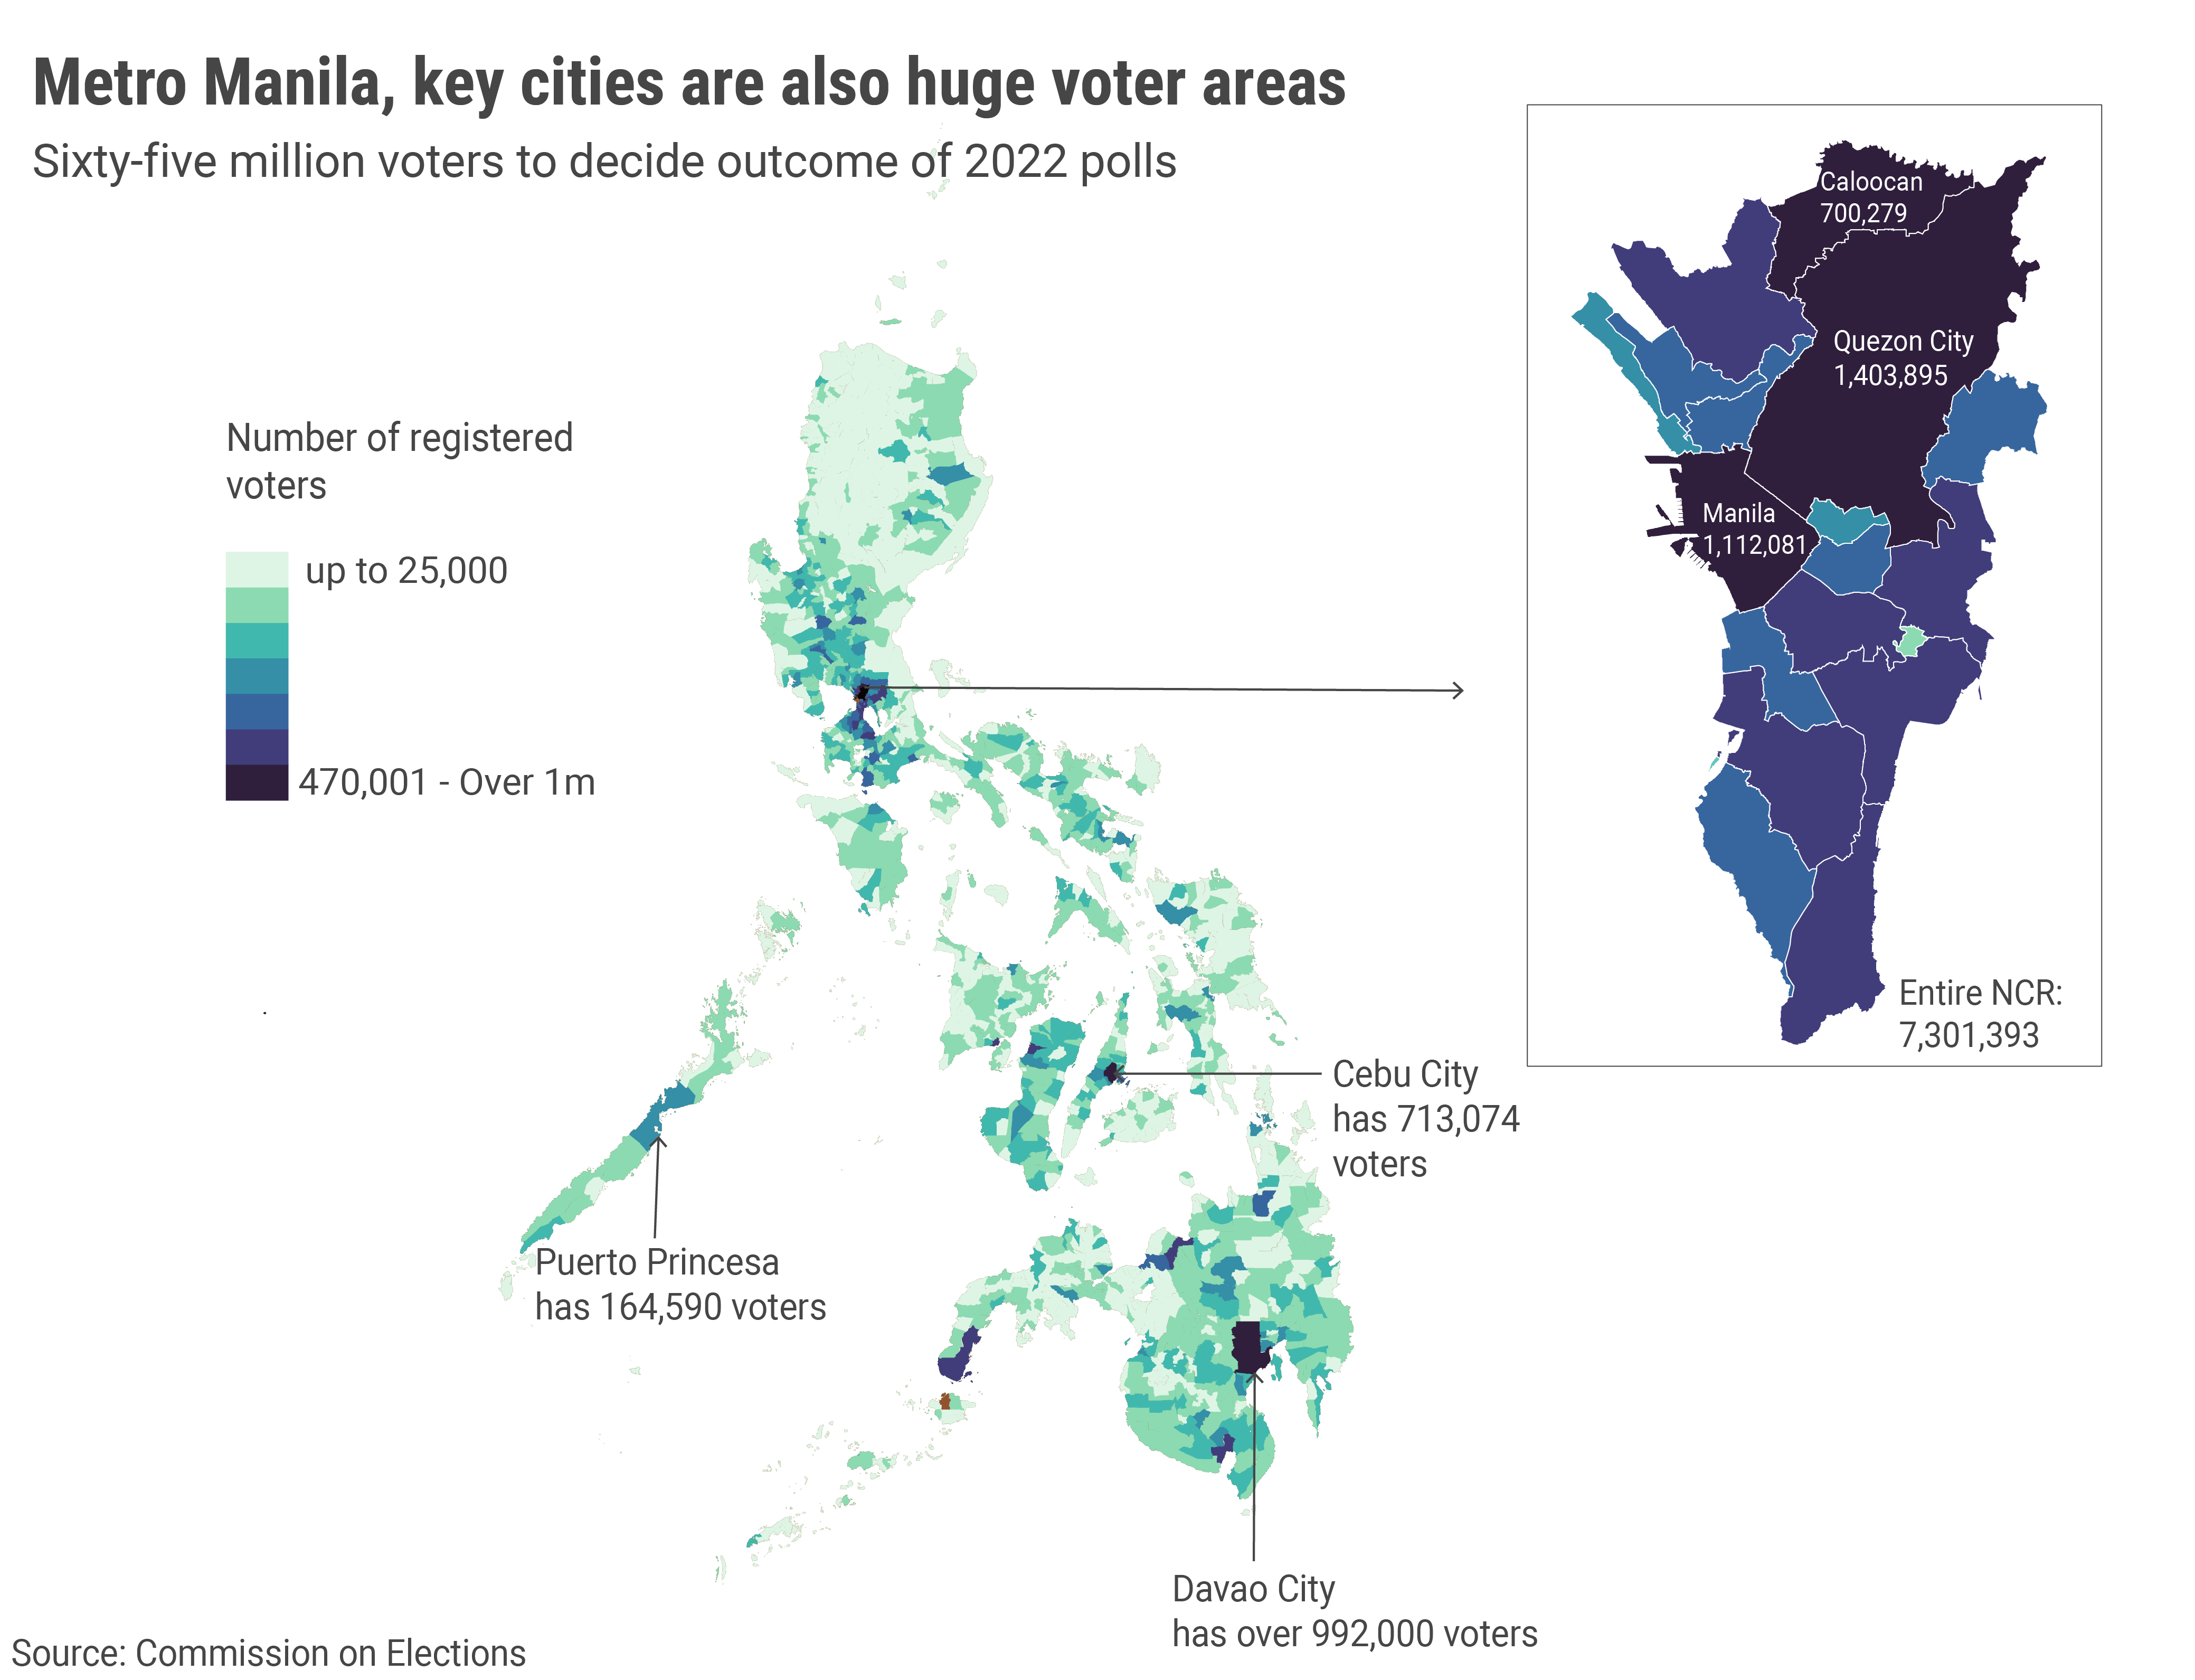 Metro Manila, key cities are also huge voter areas
Sixty-five million voters to decide outcome of 2022 polls
Number of registered
voters
up to 25,000
470,001 - Over 1m
Caloocan
700,279
Quezon City
1,403,895
Manila
1,112,081
Entire NCR:
7,301,393
Cebu City
has 713,074
voters
Puerto Princesa
has 164,590 voters
Davao City
has over 992,000 voters
Source: Commission on Elections